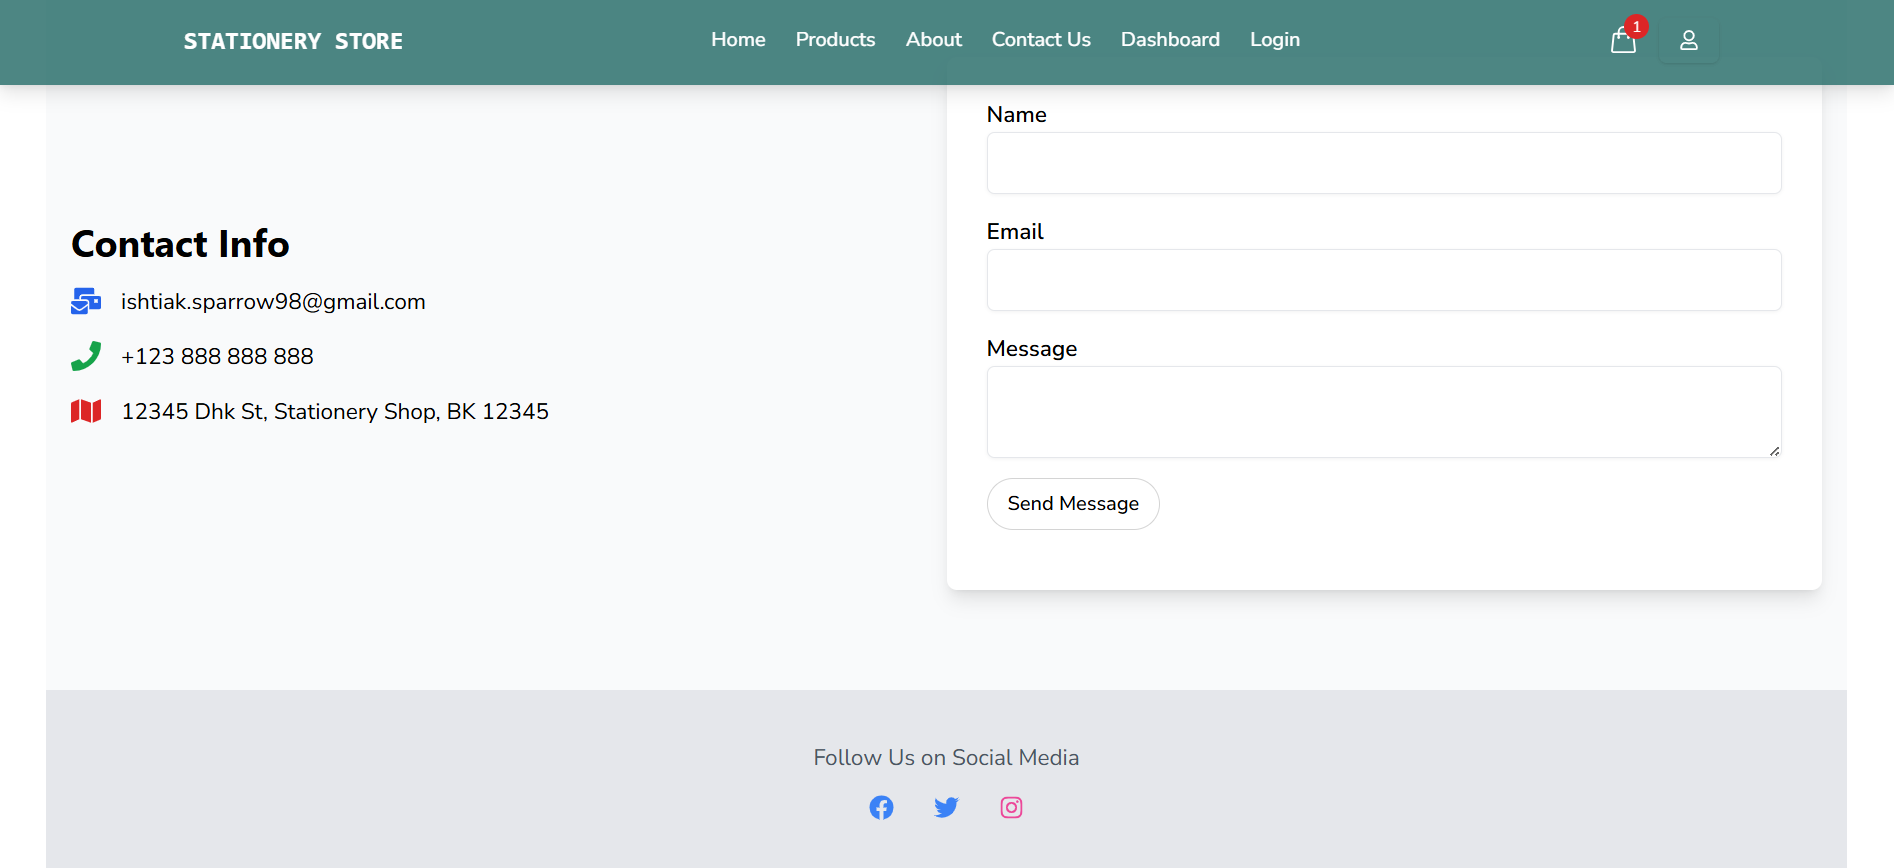 STATIONERY STORE
Home Products About Contact Us Dashboard Login
1
Contact Info
ishtiak.sparrow98@gmail.com
+123 888 888 888
12345 Dhk St, Stationery Shop, BK 12345
Name
Email
Message
Send Message
Follow Us on Social Media